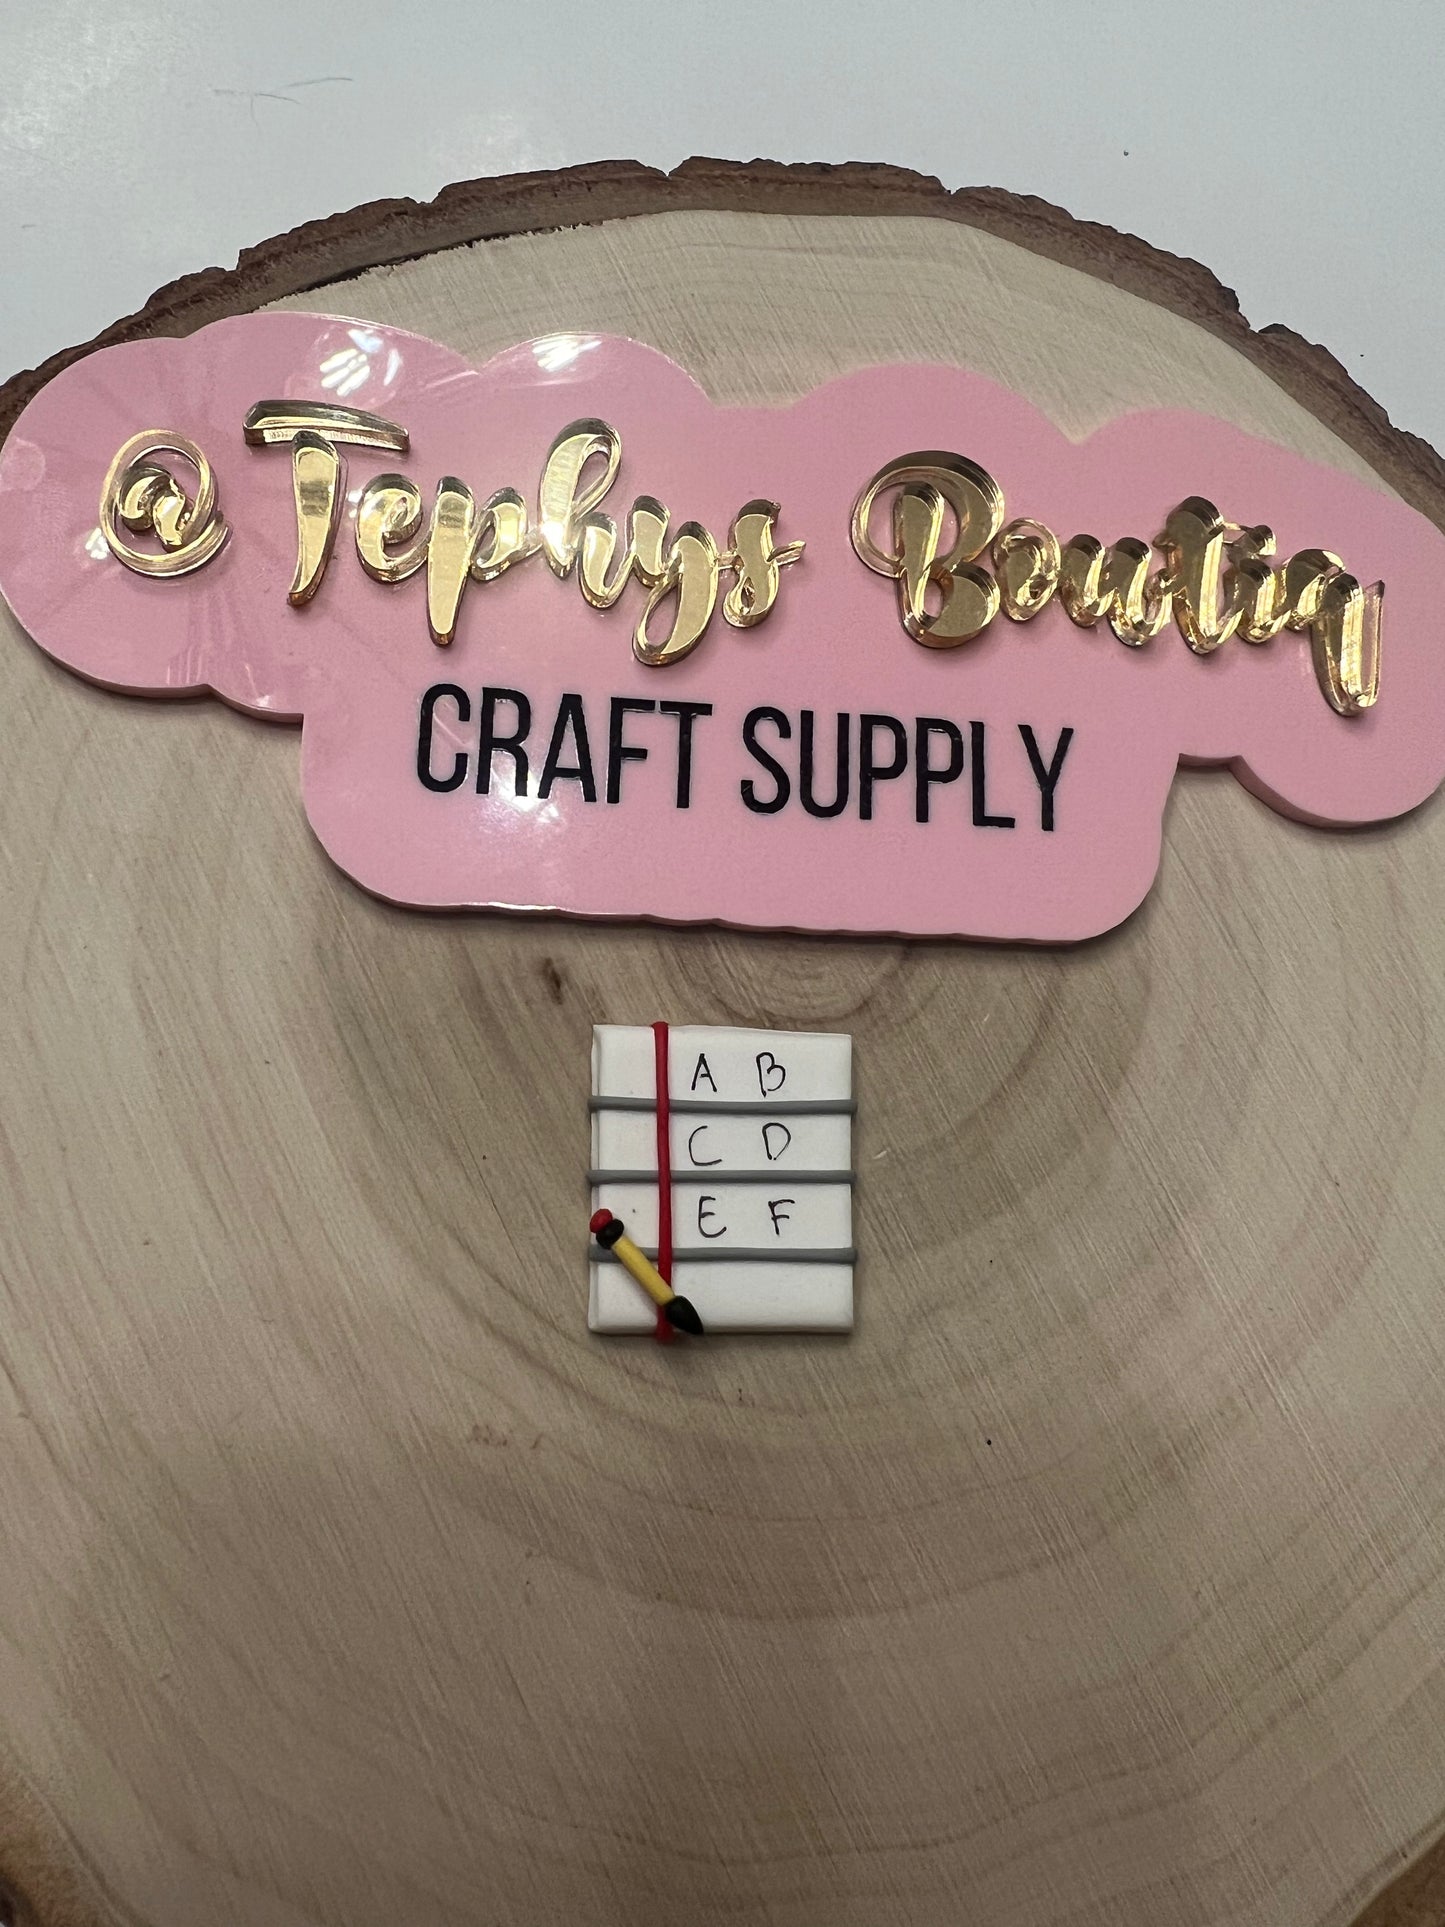 @Tephys Boutiq
CRAFT SUPPLY
A B
C D
E F